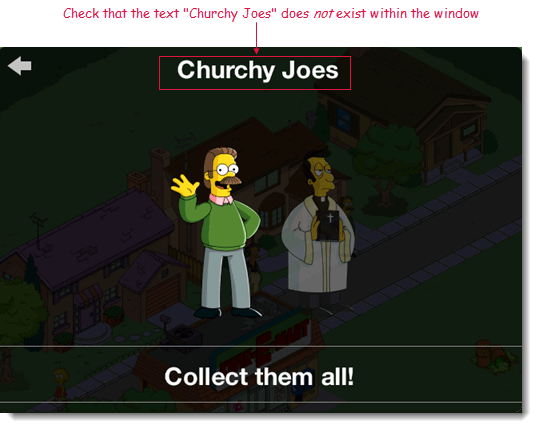 Check that the text "Churchy Joes" does not exist within the window
Churchy Joes
Collect them all!